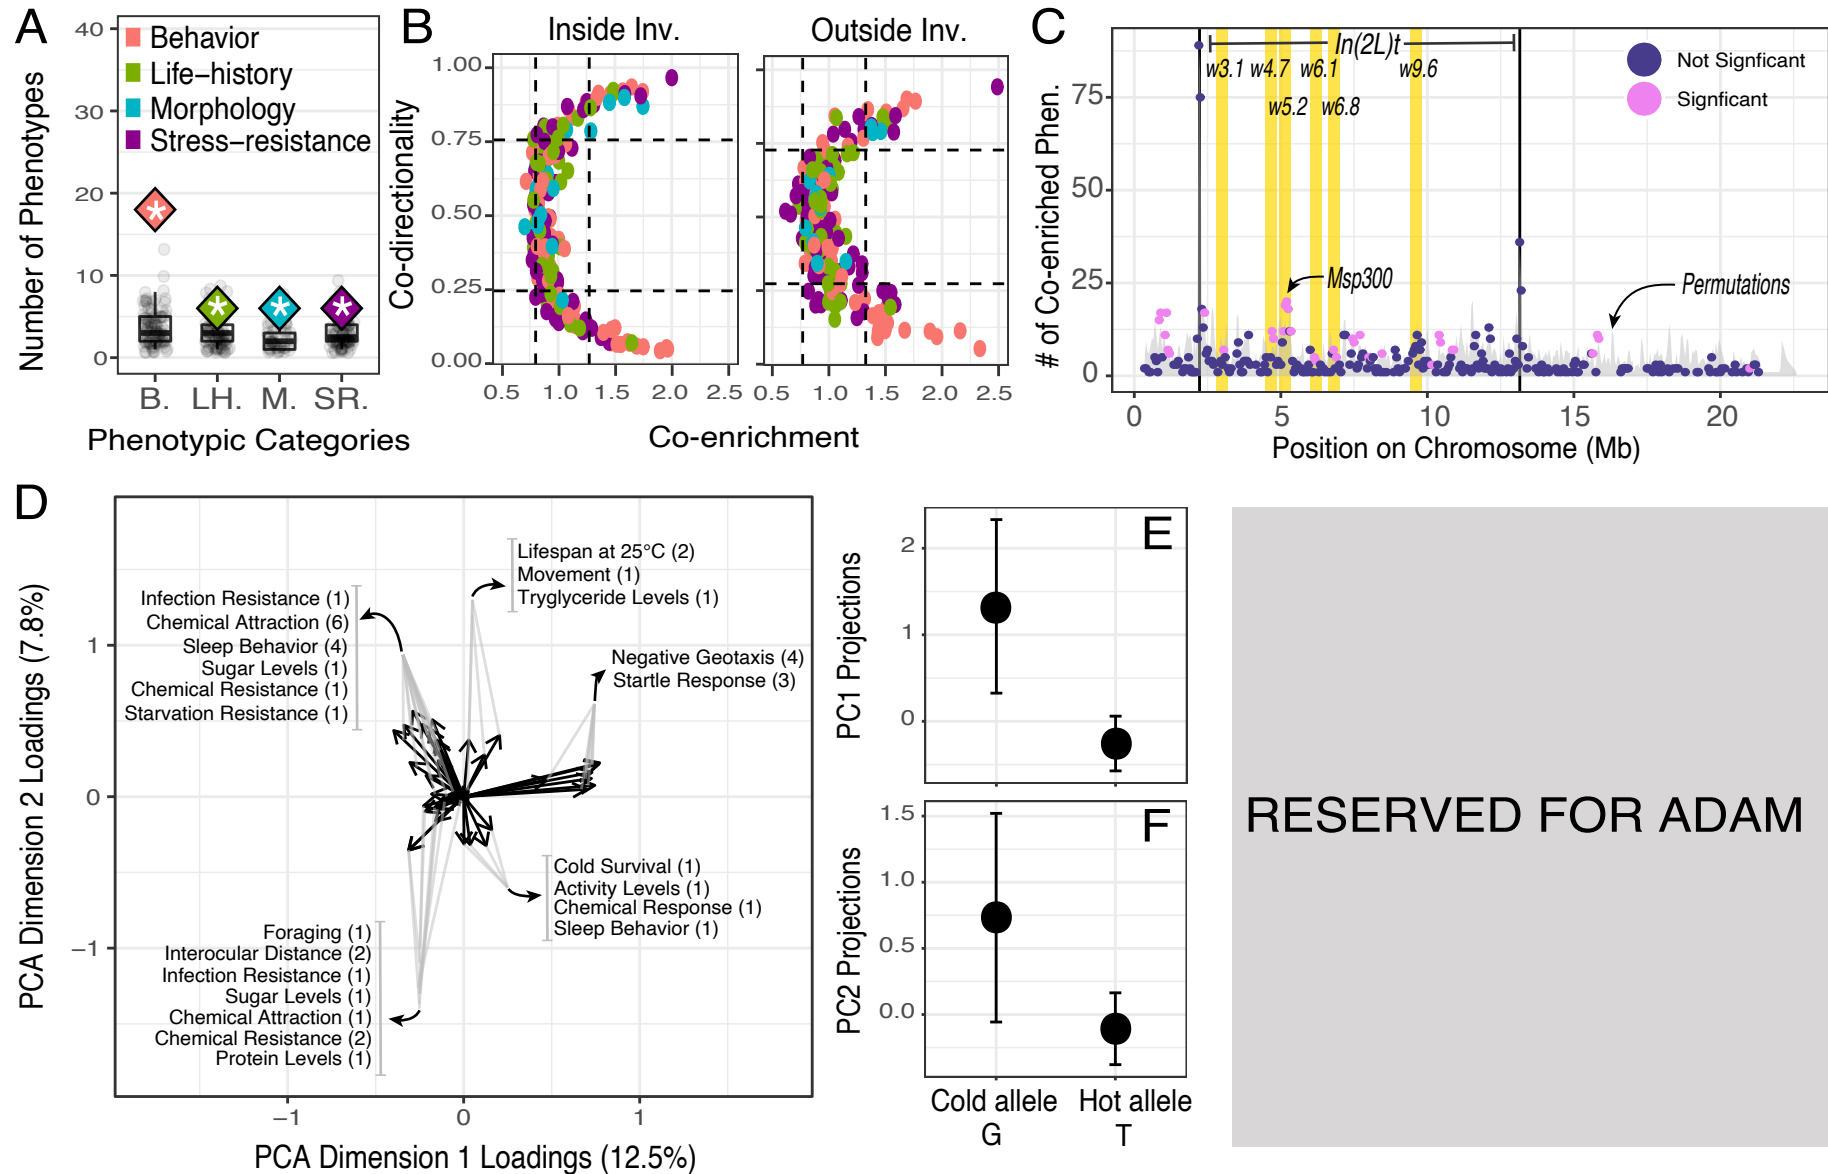 A
Number of Phenotypes
40
30
20
10
0
Behavior
Life−history
Morphology
Stress−resistance
*
*
*
*
B.
LH.
M.
SR.
Phenotypic Categories
B
Inside Inv.
Outside Inv.
Co-directionality
1.00
0.75
0.50
0.25
0.00
0.5
1.0
1.5
2.0
2.5
0.5
1.0
1.5
2.0
2.5
Co-enrichment
C
# of Co-enriched Phen.
75
50
25
0
In(2L)t
w3.1
w4.7
w6.1
w9.6
w5.2
w6.8
Not Signficant
Signficant
Msp300
Permutations
0
5
10
15
20
Position on Chromosome (Mb)
D
PCA Dimension 2 Loadings (7.8%)
1
0
−1
Lifespan at 25°C (2)
Movement (1)
Tryglyceride Levels (1)
Infection Resistance (1)
Chemical Attraction (6)
Sleep Behavior (4)
Sugar Levels (1)
Chemical Resistance (1)
Starvation Resistance (1)
Negative Geotaxis (4)
Startle Response (3)
Cold Survival (1)
Activity Levels (1)
Chemical Response (1)
Sleep Behavior (1)
Foraging (1)
Interocular Distance (2)
Infection Resistance (1)
Sugar Levels (1)
Chemical Attraction (1)
Chemical Resistance (2)
Protein Levels (1)
−1
0
1
PCA Dimension 1 Loadings (12.5%)
E
PC1 Projections
2
1
0
F
PC2 Projections
1.5
1.0
0.5
0.0
Cold allele
G
Hot allele
T
RESERVED FOR ADAM